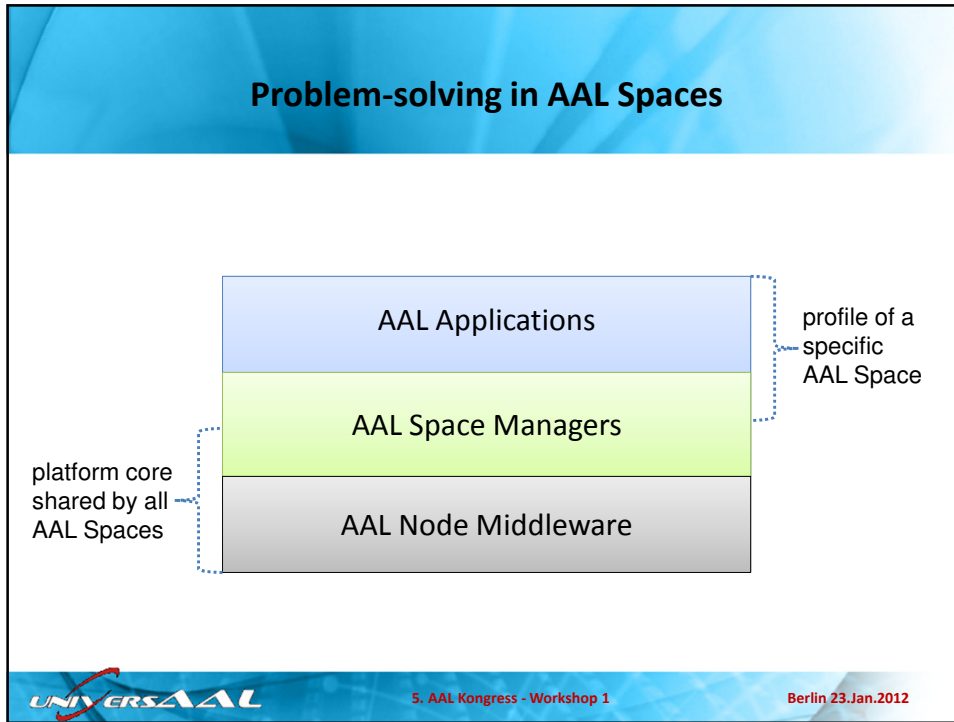 Problem-solving in AAL Spaces
AAL Applications
profile of a
specific
AAL Space
AAL Space Managers
platform core
shared by all
AAL Spaces
AAL Node Middleware
UNIVERSAAL
5. AAL Kongress - Workshop 1
Berlin 23.Jan.2012